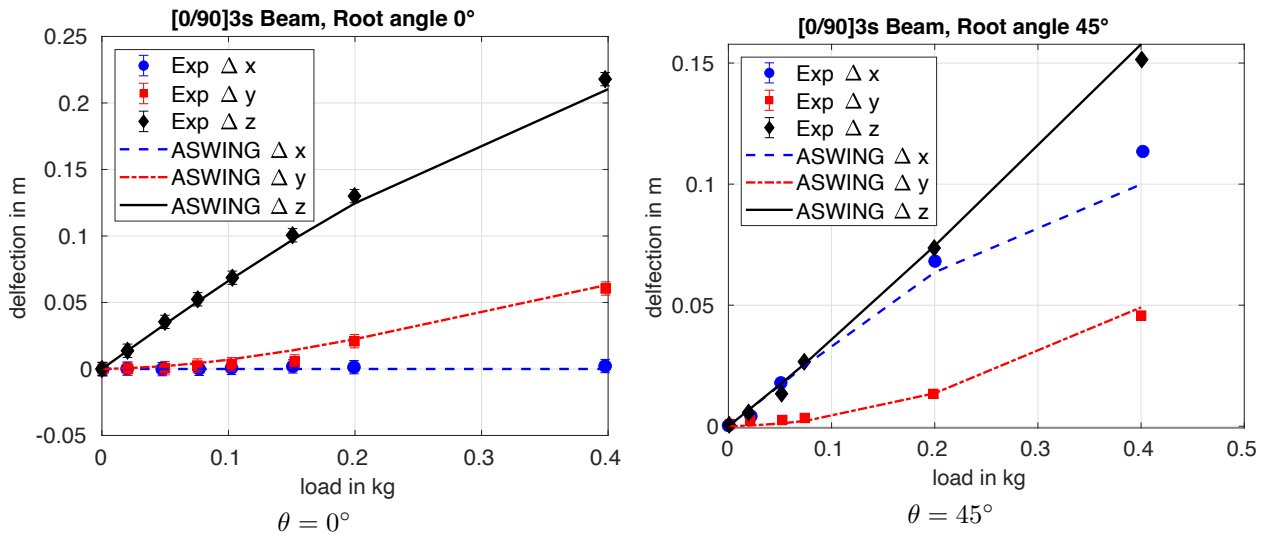 [0/90]3s Beam, Root angle 0°
0.25
0.2
0.15
0.1
0.05
0
-0.05
delfection in m
Exp Δ x
Exp Δ y
Exp Δ z
ASWING Δ x
ASWING Δ y
ASWING Δ z
0 0.1 0.2 0.3 0.4
load in kg
θ = 0°
[0/90]3s Beam, Root angle 45°
0.15
0.1
0.05
0
delfection in m
Exp Δ x
Exp Δ y
Exp Δ z
ASWING Δ x
ASWING Δ y
ASWING Δ z
0 0.1 0.2 0.3 0.4 0.5
load in kg
θ = 45°